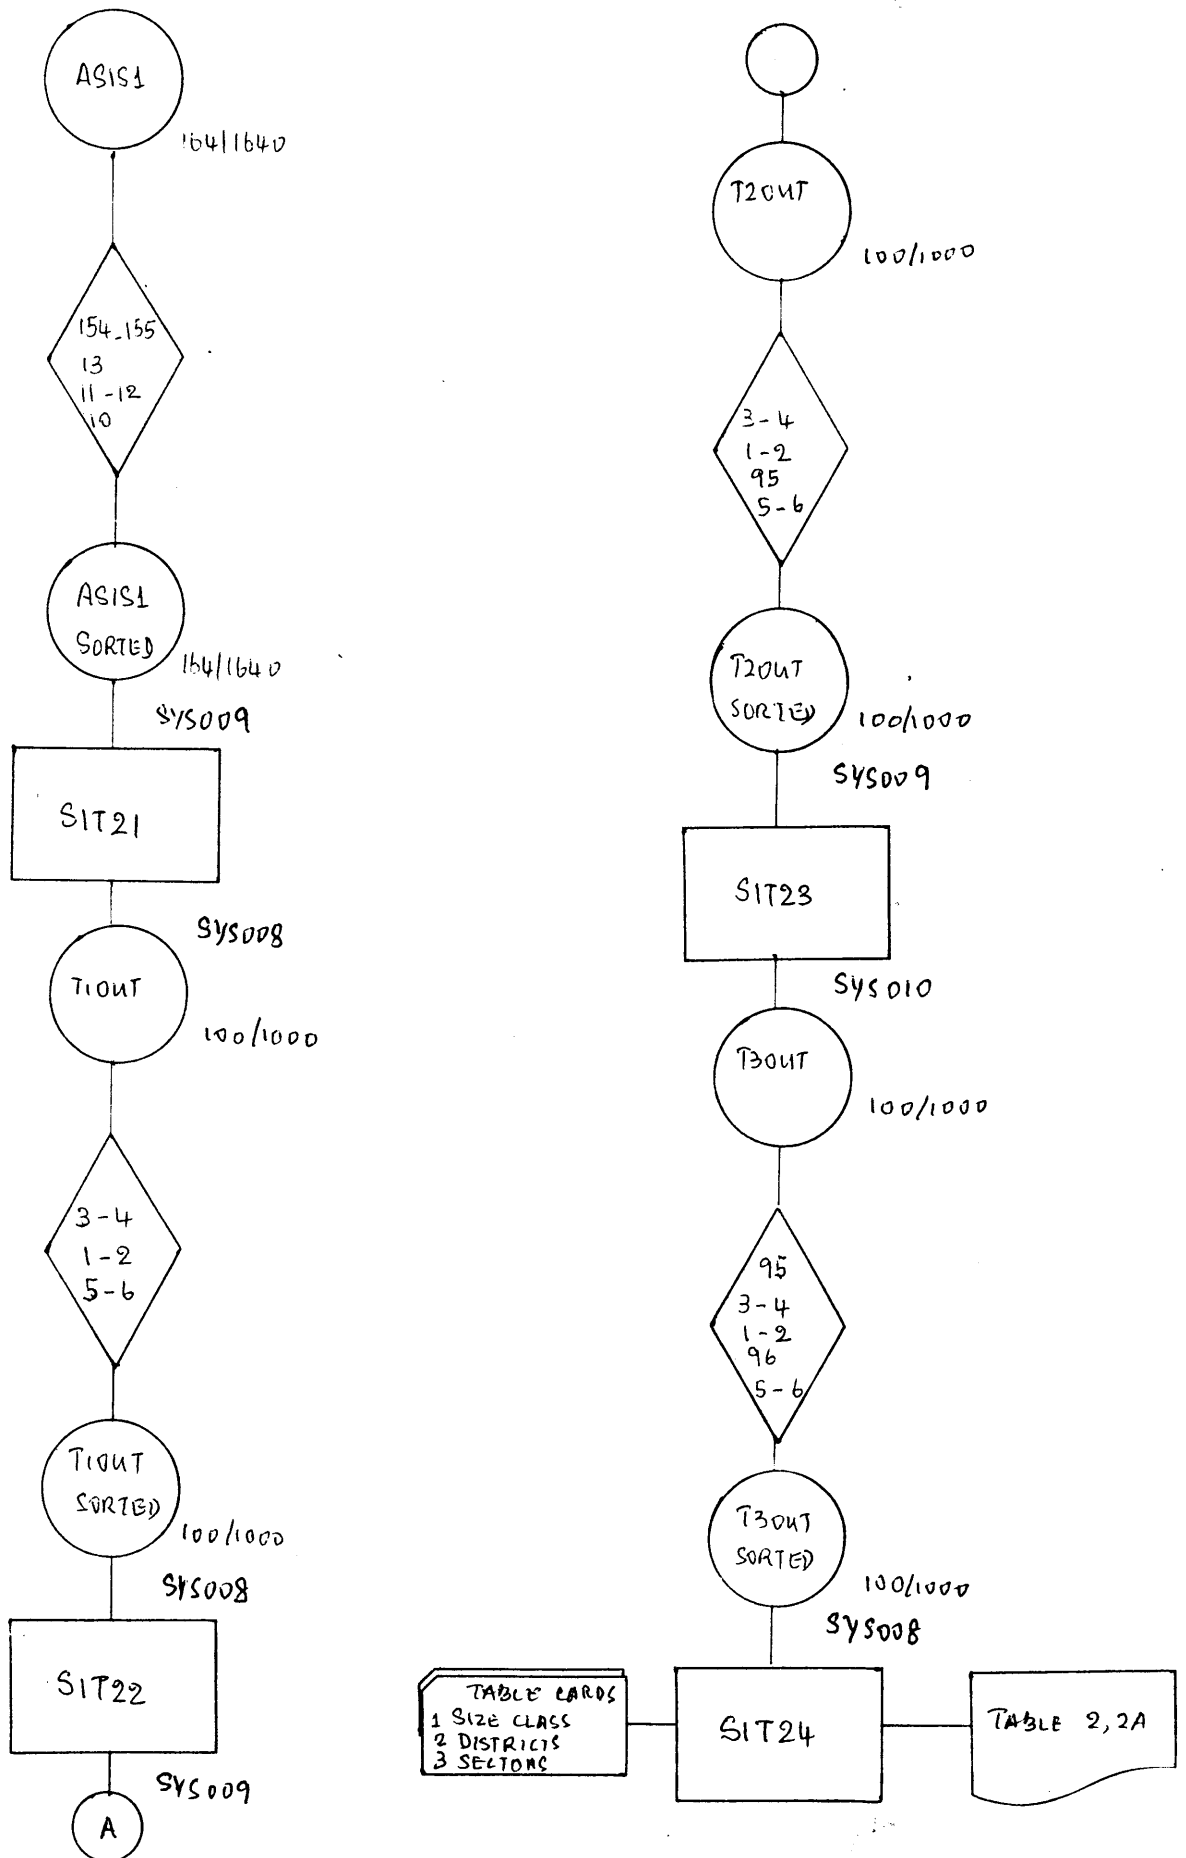 ASIS1
164/1640
154-155
13
11-12
10
ASIS1
SORTED
164/1640
SYS009
SIT21
SYS008
T1OUT
100/1000
3-4
1-2
5-6
T1OUT
SORTED
100/1000
SYS008
SIT22
SYS009
A
T2OUT
100/1000
3-4
1-2
95
5-6
T2OUT
SORTED
100/1000
SYS009
SIT23
SYS010
T3OUT
100/1000
95
3-4
1-2
96
5-6
T3OUT
SORTED
100/1000
SYS008
TABLE CARDS
1 SIZE CLASS
2 DISTRICTS
3 SECTORS
SIT24
TABLE 2, 2A